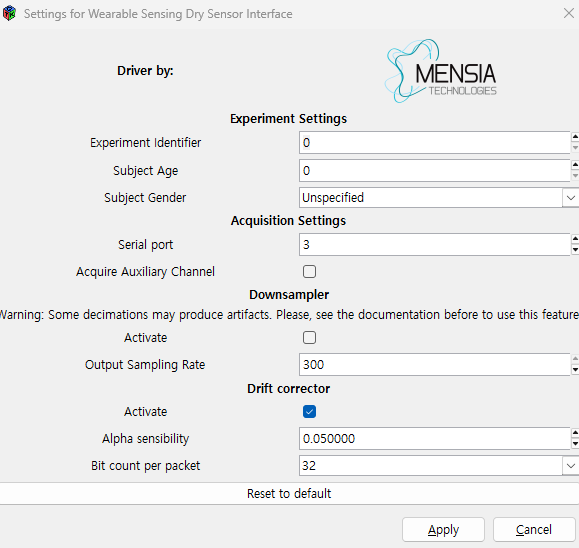 Settings for Wearable Sensing Dry Sensor Interface
Driver by:
MENSIA
TECHNOLOGIES
Experiment Settings
Experiment Identifier 0
Subject Age 0
Subject Gender Unspecified
Acquisition Settings
Serial port 3
Acquire Auxiliary Channel
Downsampler
Warning: Some decimations may produce artifacts. Please, see the documentation before to use this feature
Activate
Output Sampling Rate 300
Drift corrector
Activate
Alpha sensibility 0.050000
Bit count per packet 32
Reset to default
Apply Cancel